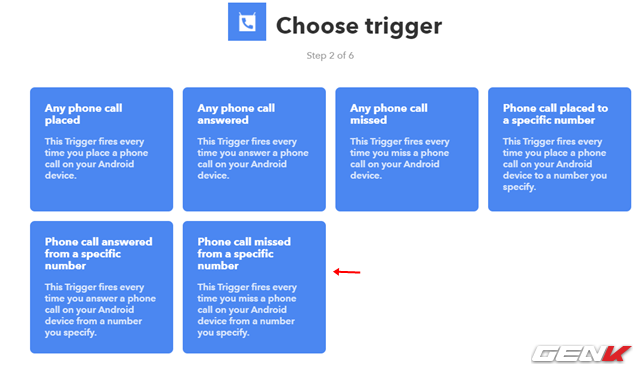 Choose trigger
Step 2 of 6
Any phone call
placed
This Trigger fires every
time you place a phone
call on your Android
device.
Any phone call
answered
This Trigger fires every
time you answer a phone
call on your Android
device.
Any phone call
missed
This Trigger fires every
time you miss a phone
call on your Android
device.
Phone call placed to
a specific number
This Trigger fires every
time you place a phone
call on your Android
device to a number you
specify.
Phone call answered
from a specific
number
This Trigger fires every
time you answer a phone
call on your Android
device from a number
you specify.
Phone call missed
from a specific
number
This Trigger fires every
time you miss a phone
call on your Android
device from a number
you specify.
GENK